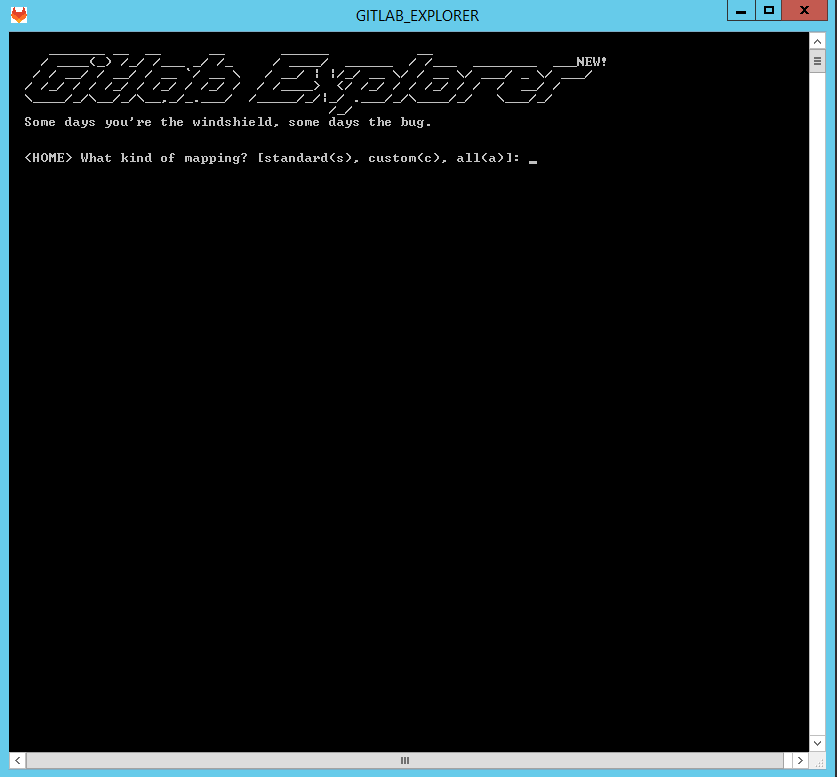 GITLAB_EXPLORER
Gitlab Explorer NEW!
Some days you're the windshield, some days the bug.
<HOME> What kind of mapping? [standard(s), custom(c), all(a)]: _